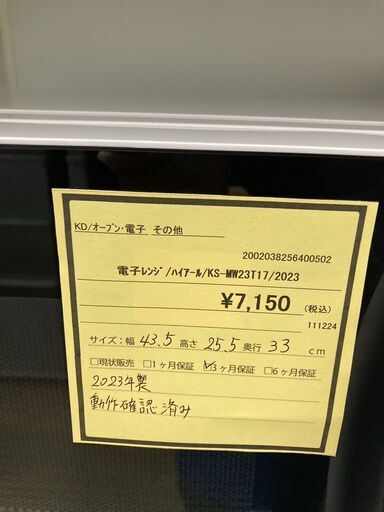 KD/オーブン・電子 その他
2002038256400502
電子ﾚﾝｼﾞ/ﾊｲｱｰﾙ/KS-MW23T17/2023
¥7,150 (税込)
111224
サイズ:幅 43.5 高さ 25.5 奥行 33 cm
□現状販売 □1ヶ月保証 ☑3ヶ月保証 □6ヶ月保証
2023年製
動作確認済み